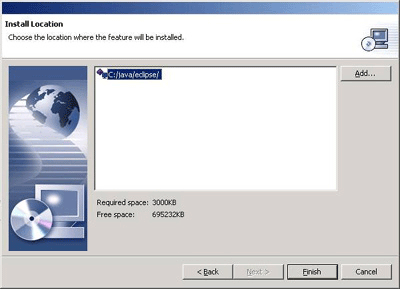 Install Location
Choose the location where the feature will be installed.
C:/java/eclipse/
Add...
Required space: 3000KB
Free space: 695232KB
< Back
Next >
Finish
Cancel